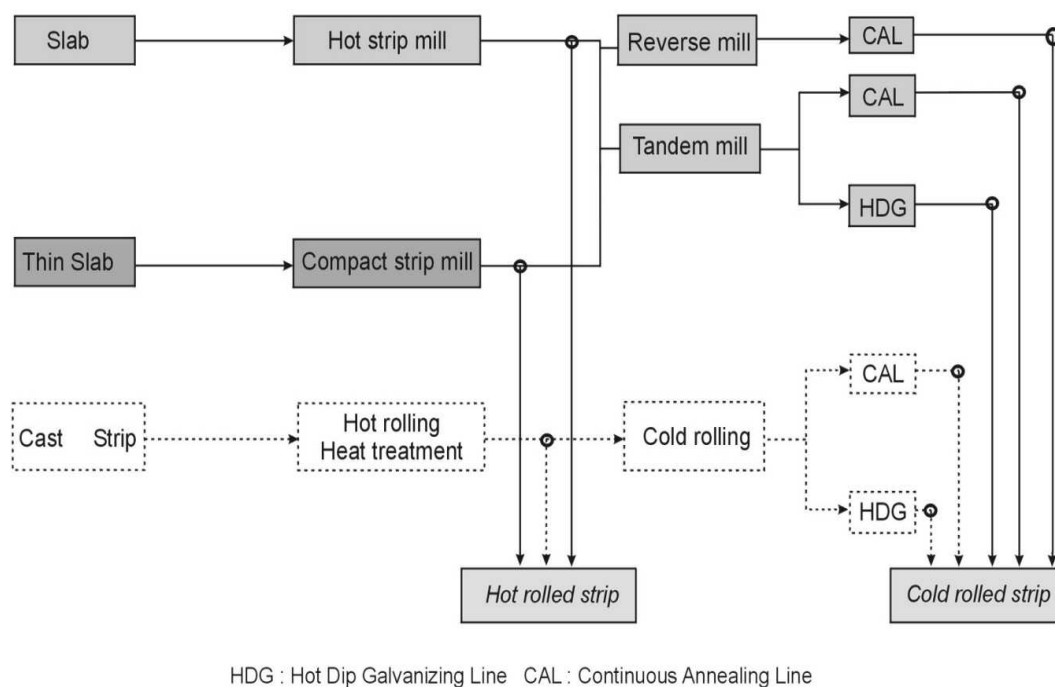 Slab
Hot strip mill
Reverse mill
CAL
CAL
Tandem mill
HDG
Thin Slab
Compact strip mill
CAL
Cast Strip
Hot rolling
Heat treatment
Cold rolling
HDG
Hot rolled strip
Cold rolled strip
HDG : Hot Dip Galvanizing Line CAL : Continuous Annealing Line